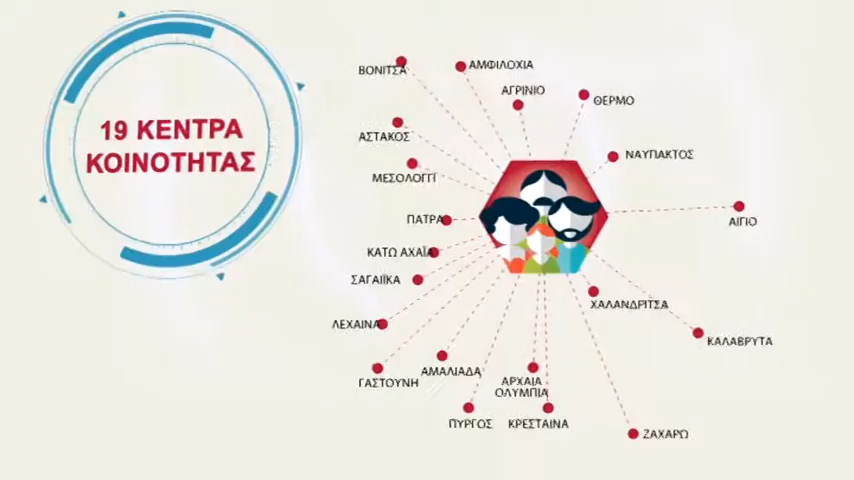 19 ΚΕΝΤΡΑ
ΚΟΙΝΟΤΗΤΑΣ
ΒΟΝΙΤΣΑ
ΑΜΦΙΛΟΧΙΑ
ΑΓΡΙΝΙΟ
ΘΕΡΜΟ
ΑΣΤΑΚΟΣ
ΝΑΥΠΑΚΤΟΣ
ΜΕΣΟΛΟΓΓΙ
ΠΑΤΡΑ
ΑΙΓΙΟ
ΚΑΤΩ ΑΧΑΪΑ
ΣΑΓΑΙΪΚΑ
ΧΑΛΑΝΔΡΙΤΣΑ
ΛΕΧΑΙΝΑ
ΚΑΛΑΒΡΥΤΑ
ΑΜΑΛΙΑΔΑ
ΓΑΣΤΟΥΝΗ
ΑΡΧΑΙΑ
ΟΛΥΜΠΙΑ
ΠΥΡΓΟΣ
ΚΡΕΣΤΑΙΝΑ
ΖΑΧΑΡΩ